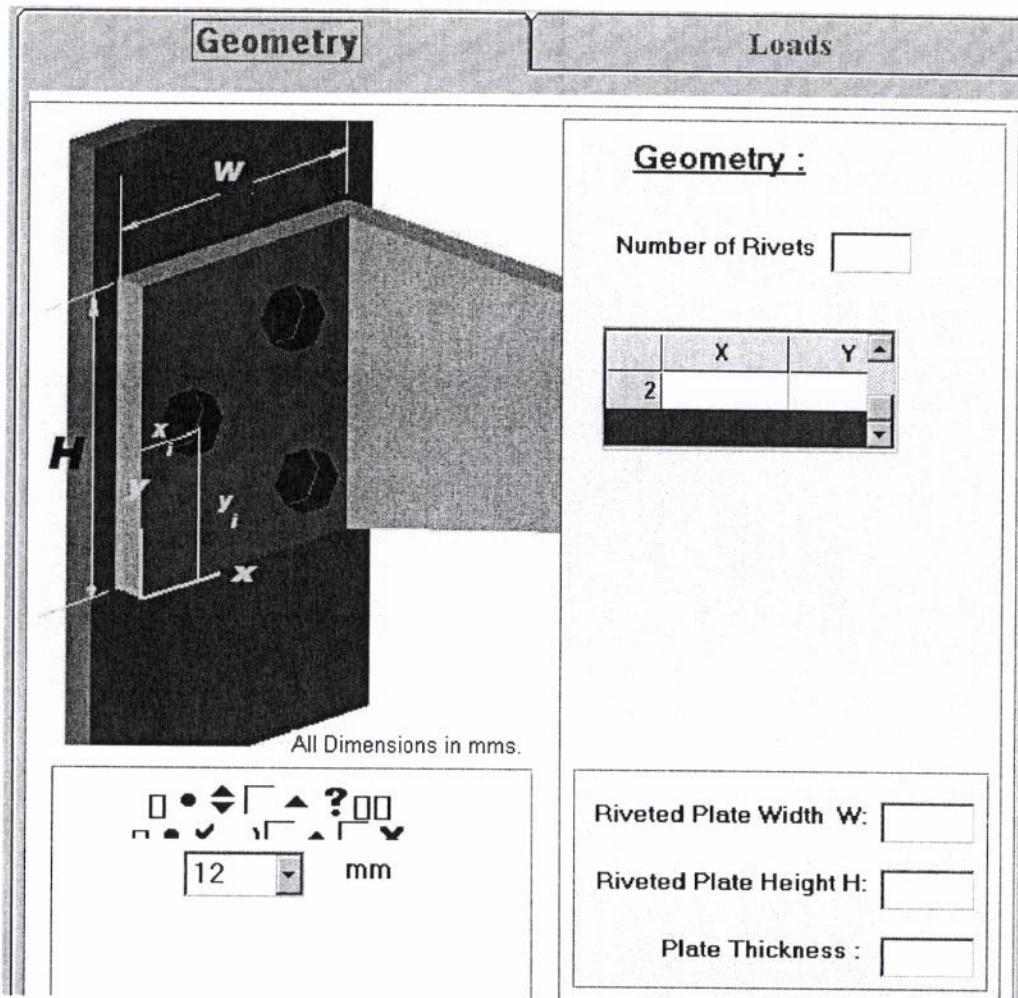 Geometry
Loads
W
H
x i
y
y i
x
All Dimensions in mms.
12 mm
Geometry :
Number of Rivets
X Y
2
Riveted Plate Width W:
Riveted Plate Height H:
Plate Thickness :